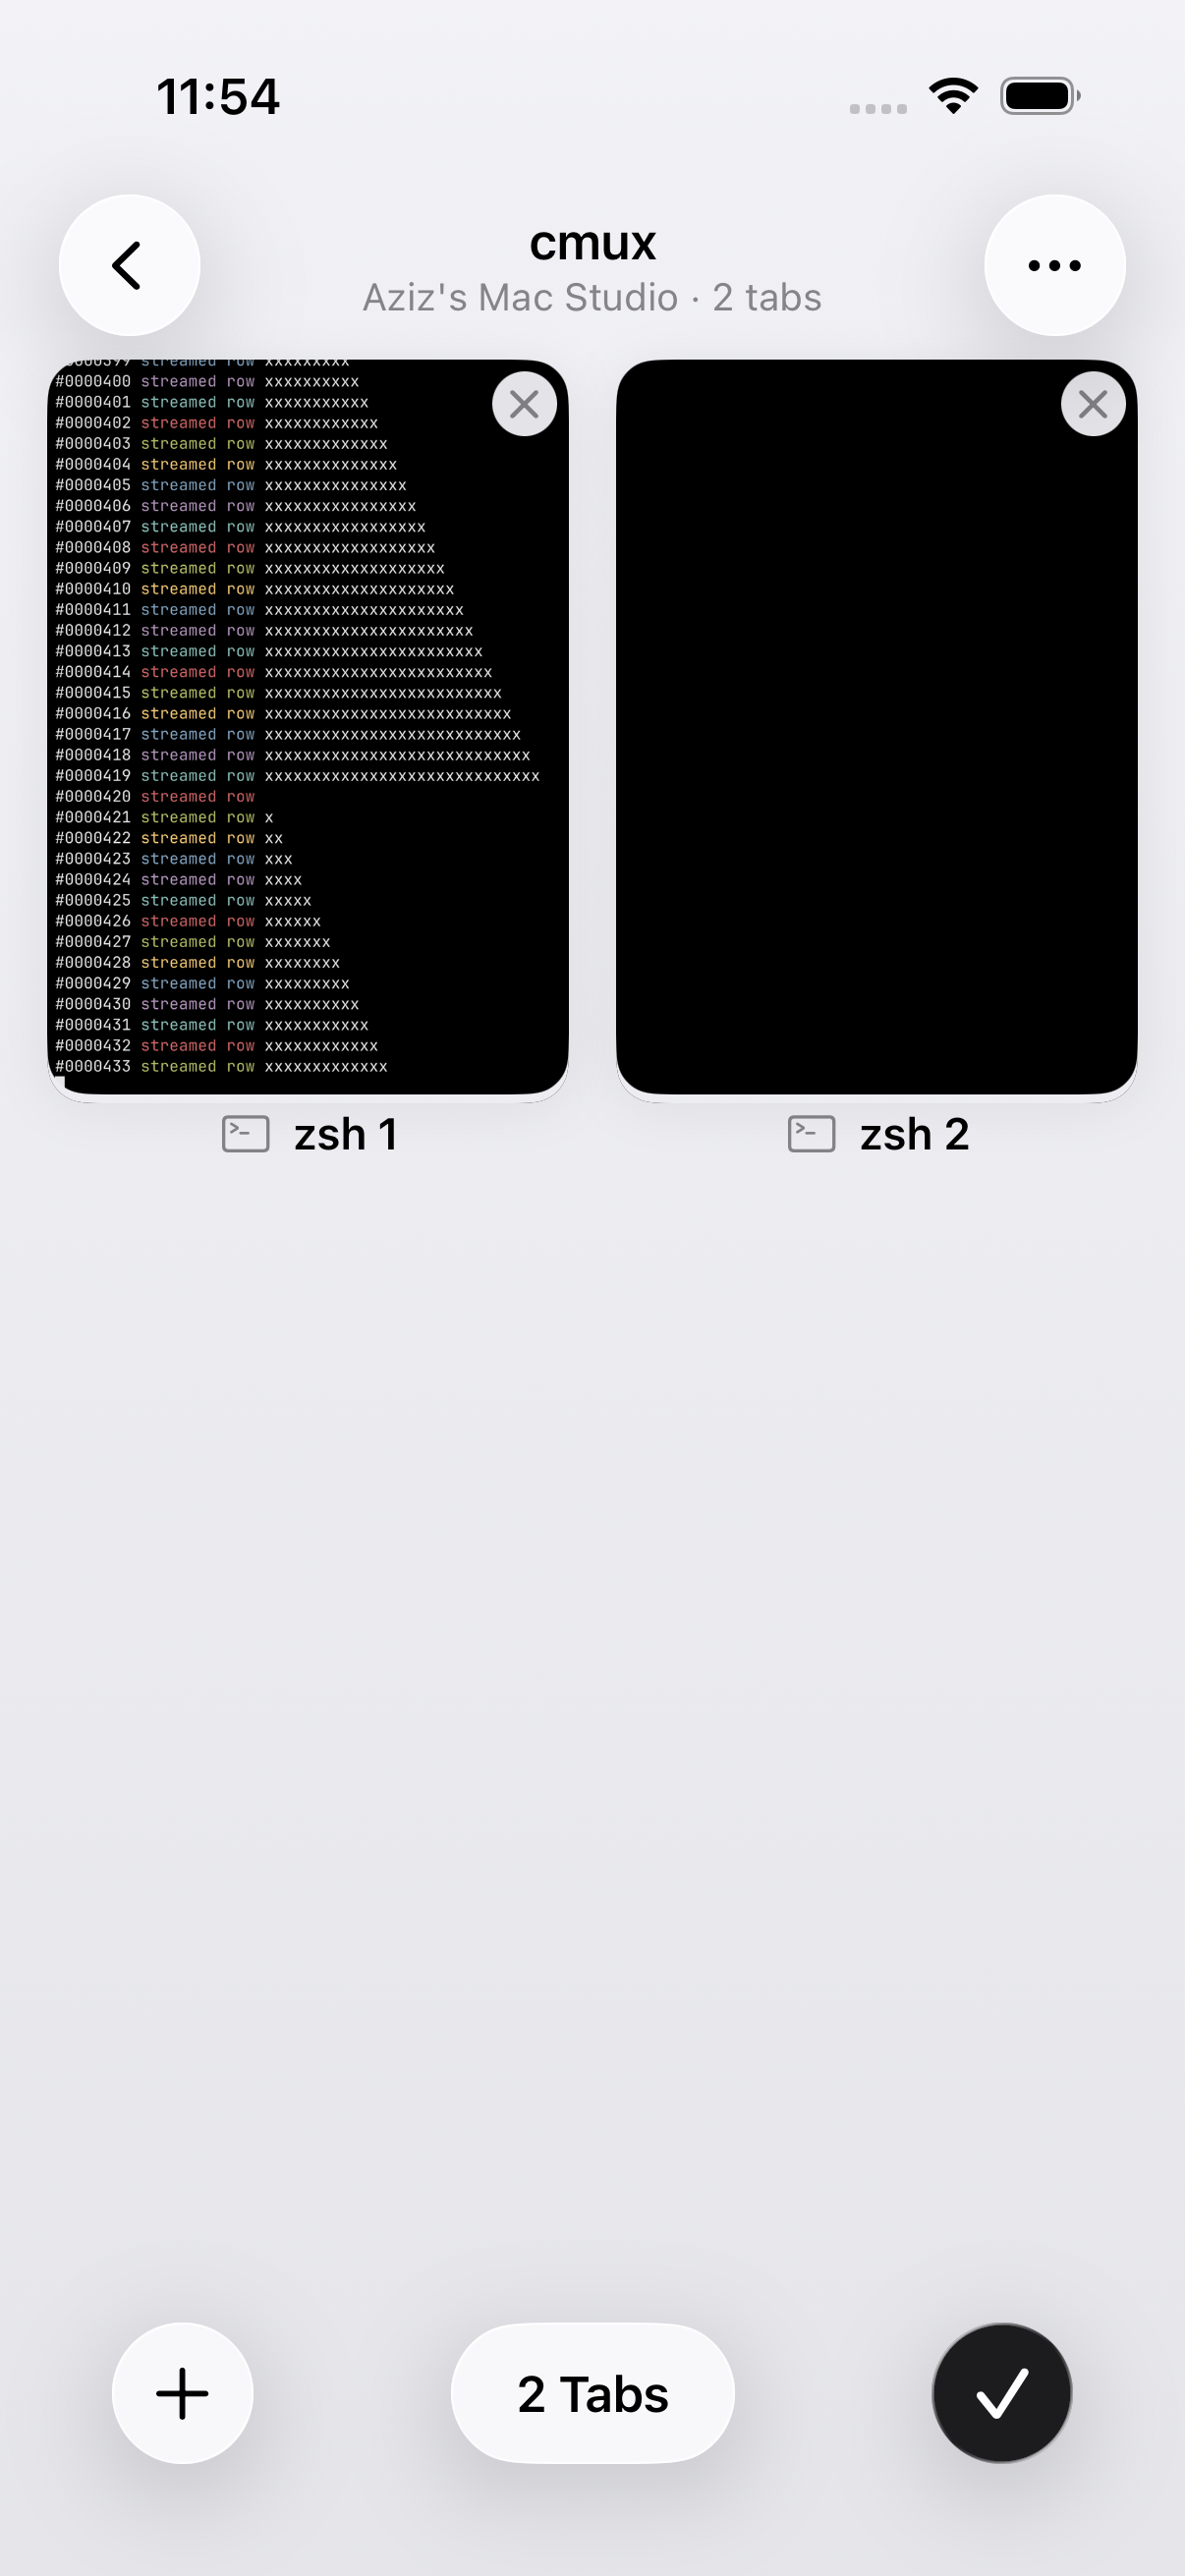 11:54
cmux
Aziz's Mac Studio · 2 tabs
#0000399 streamed row xxxxxxxxx
#0000400 streamed row xxxxxxxxxx
#0000401 streamed row xxxxxxxxxxx
#0000402 streamed row xxxxxxxxxxxx
#0000403 streamed row xxxxxxxxxxxxx
#0000404 streamed row xxxxxxxxxxxxxx
#0000405 streamed row xxxxxxxxxxxxxxx
#0000406 streamed row xxxxxxxxxxxxxxxx
#0000407 streamed row xxxxxxxxxxxxxxxxx
#0000408 streamed row xxxxxxxxxxxxxxxxxx
#0000409 streamed row xxxxxxxxxxxxxxxxxxx
#0000410 streamed row xxxxxxxxxxxxxxxxxxxx
#0000411 streamed row xxxxxxxxxxxxxxxxxxxxx
#0000412 streamed row xxxxxxxxxxxxxxxxxxxxxx
#0000413 streamed row xxxxxxxxxxxxxxxxxxxxxxx
#0000414 streamed row xxxxxxxxxxxxxxxxxxxxxxxx
#0000415 streamed row xxxxxxxxxxxxxxxxxxxxxxxxx
#0000416 streamed row xxxxxxxxxxxxxxxxxxxxxxxxxx
#0000417 streamed row xxxxxxxxxxxxxxxxxxxxxxxxxxx
#0000418 streamed row xxxxxxxxxxxxxxxxxxxxxxxxxxxx
#0000419 streamed row xxxxxxxxxxxxxxxxxxxxxxxxxxxxx
#0000420 streamed row
#0000421 streamed row x
#0000422 streamed row xx
#0000423 streamed row xxx
#0000424 streamed row xxxx
#0000425 streamed row xxxxx
#0000426 streamed row xxxxxx
#0000427 streamed row xxxxxxx
#0000428 streamed row xxxxxxxx
#0000429 streamed row xxxxxxxxx
#0000430 streamed row xxxxxxxxxx
#0000431 streamed row xxxxxxxxxxx
#0000432 streamed row xxxxxxxxxxxx
#0000433 streamed row xxxxxxxxxxxxx
zsh 1
zsh 2
2 Tabs